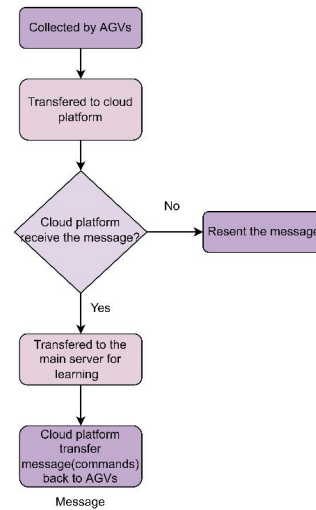 Collected by AGVs
Transfered to cloud
platform
Cloud platform
receive the message?
No
Resent the message
Yes
Transfered to the
main server for
learning
Cloud platform
transfer
message(commands)
back to AGVs
Message